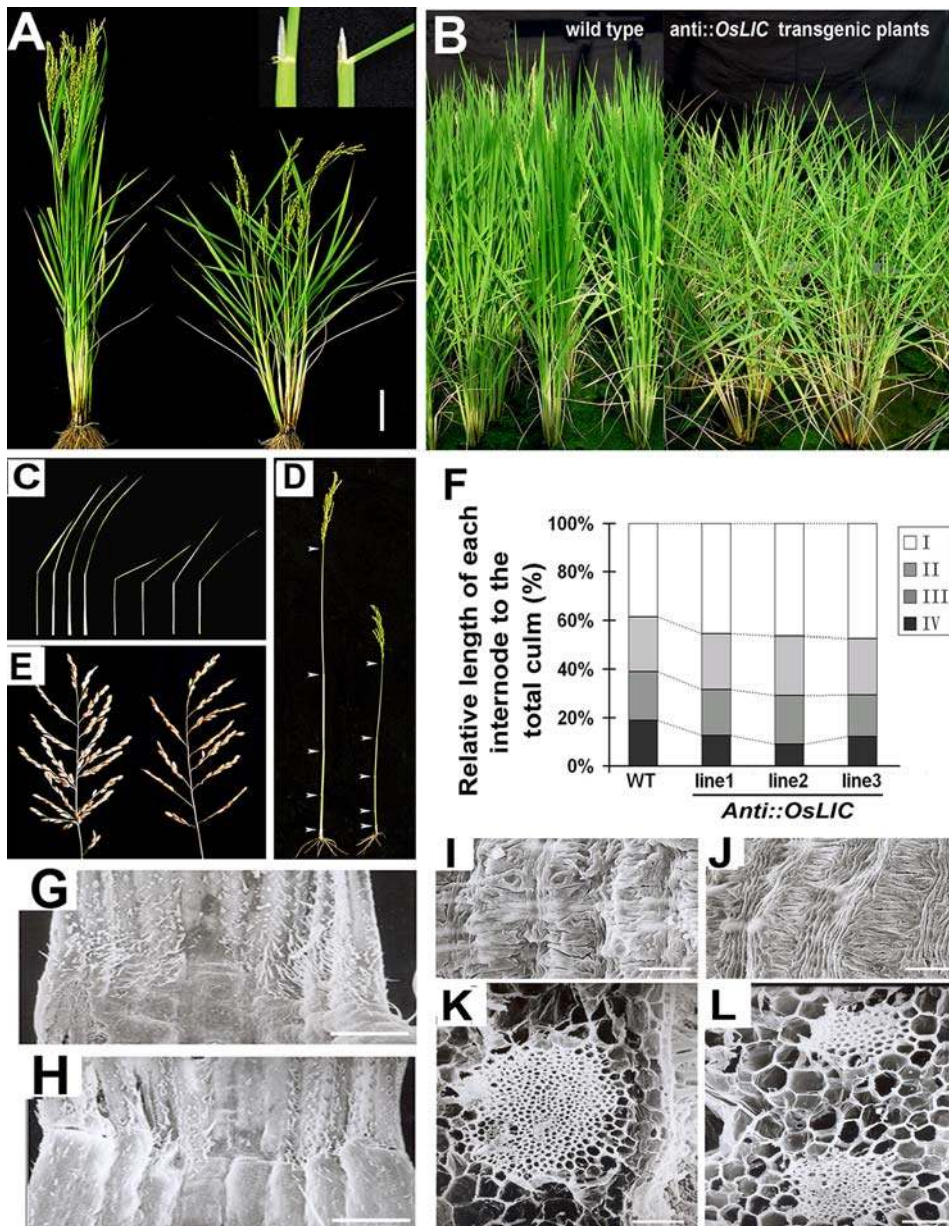 A
B
wild type
anti::OsLIC transgenic plants
C
D
E
F
Relative length of each
internode to the
total culm (%)
100%
80%
60%
40%
20%
0%
I
II
III
IV
WT
line1
line2
line3
Anti::OsLIC
G
H
I
J
K
L